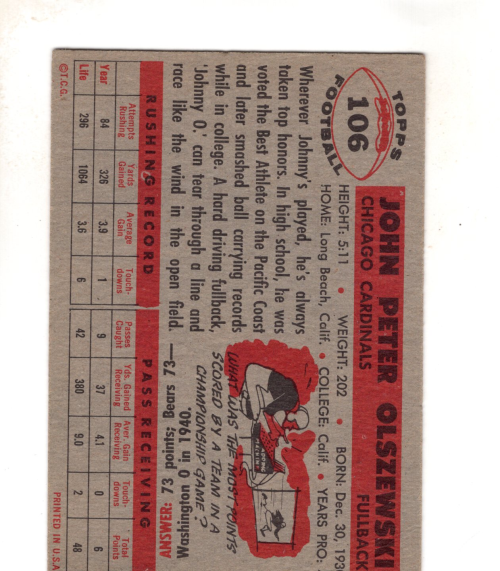 TOPPS
106
FOOTBALL
JOHN PETER OLSZEWSKI
CHICAGO CARDINALS FULLBACK
HEIGHT: 5:11 • WEIGHT: 202 • BORN: Dec. 30, 193
HOME: Long Beach, Calif. • COLLEGE: Calif. • YEARS PRO:
Wherever Johnny's played, he's always
taken top honors. In high school, he was
voted the Best Athlete on the Pacific Coast
and later smashed ball carrying records
while in college. A hard driving fullback,
'Johnny O.' can tear through a line and
race like the wind in the open field.
WHAT WAS THE MOST POINTS
SCORED BY A TEAM IN A
CHAMPIONSHIP GAME?
ANSWER: 73 points; Bears 73—
Washington 0 in 1940.
RUSHING RECORD PASS RECEIVING
Year Attempts Rushing Yards Gained Average Gain Touch-downs Passes Caught Yds. Gained Receiving Aver. Gain Receiving Touch-downs Total Points
Year 84 326 3.9 1 9 37 4.1 0 6
Life 296 1064 3.6 6 42 380 9.0 2 48
©T.C.G. PRINTED IN U.S.A